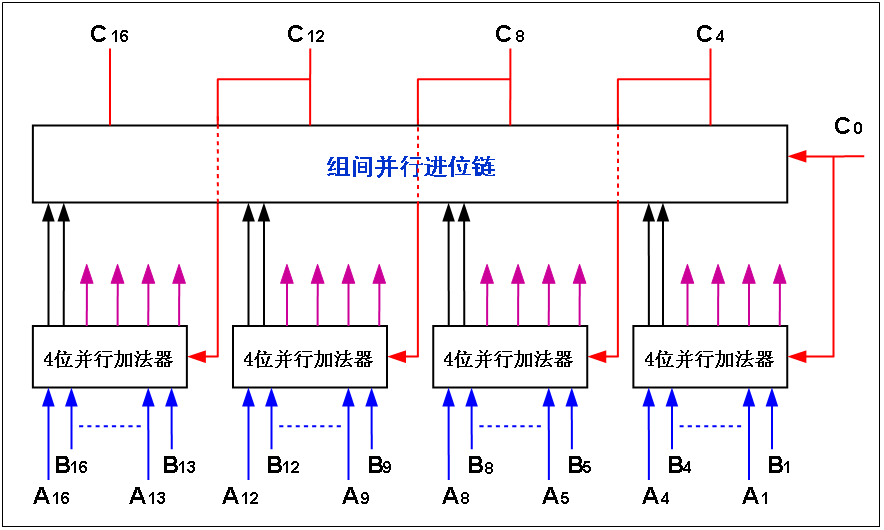 C16 C12 C8 C4
C0
组间并行进位链
4位并行加法器 4位并行加法器 4位并行加法器 4位并行加法器
B16 B13 B12 B9 B8 B5 B4 B1
A16 A13 A12 A9 A8 A5 A4 A1